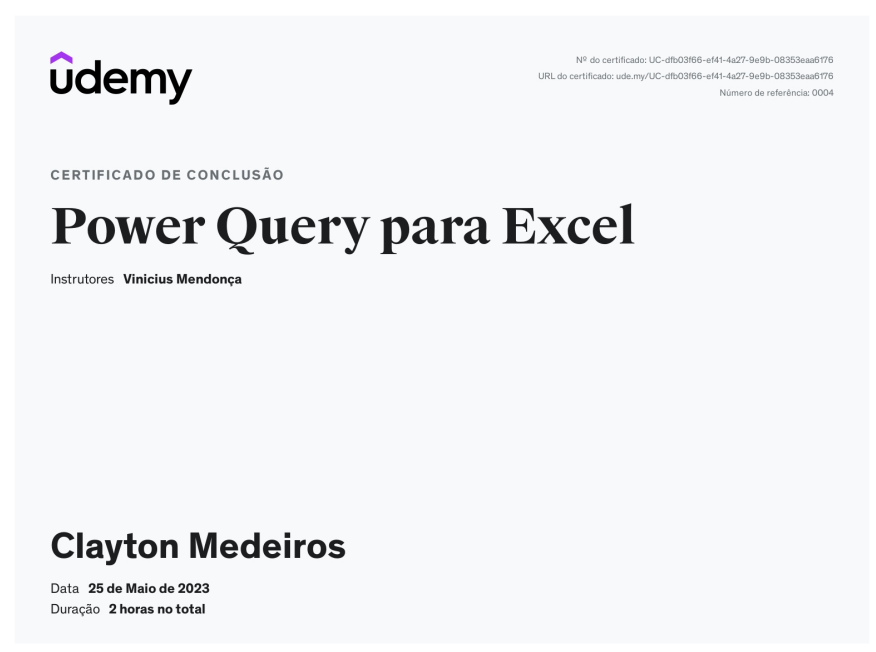 udemy
Nº do certificado: UC-dfb03f66-ef41-4a27-9e9b-08353eaa6f76
URL do certificado: ude.my/UC-dfb03f66-ef41-4a27-9e9b-08353eaa6f76
Número de referência: 0004
CERTIFICADO DE CONCLUSÃO
Power Query para Excel
Instrutores Vinicius Mendonça
Clayton Medeiros
Data 25 de Maio de 2023
Duração 2 horas no total